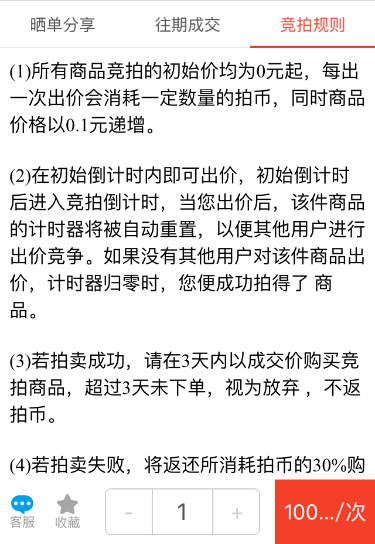 晒单分享 往期成交 竞拍规则
(1)所有商品竞拍的初始价均为0元起，每出
一次出价会消耗一定数量的拍币，同时商品
价格以0.1元递增。
(2)在初始倒计时内即可出价，初始倒计时
后进入竞拍倒计时，当您出价后，该件商品
的计时器将被自动重置，以便其他用户进行
出价竞争。如果没有其他用户对该件商品出
价，计时器归零时，您便成功拍得了 商
品。
(3)若拍卖成功，请在3天内以成交价购买竞
拍商品，超过3天未下单，视为放弃 ，不返
拍币。
(4)若拍卖失败，将返还所消耗拍币的30%购
客服 收藏 - 1 + 100.../次